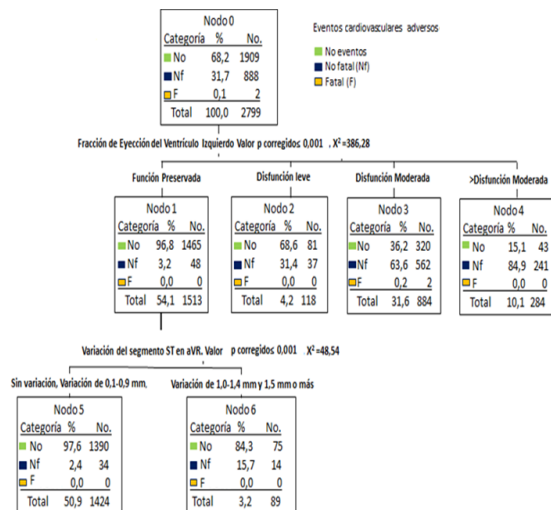 Nodo 0
Categoría % No.
No 68,2 1909
Nf 31,7 888
F 0,1 2
Total 100,0 2799
Eventos cardiovasculares adversos
No eventos
No fatal (Nf)
Fatal (F)
Fracción de Eyección del Ventrículo Izquierdo Valor p corregido≤ 0,001 . X²=386,28
Función Preservada
Disfunción leve
Disfunción Moderada
>Disfunción Moderada
Nodo 1
Categoría % No.
No 96,8 1465
Nf 3,2 48
F 0,0 0
Total 54,1 1513
Nodo 2
Categoría % No.
No 68,6 81
Nf 31,4 37
F 0,0 0
Total 4,2 118
Nodo 3
Categoría % No.
No 36,2 320
Nf 63,6 562
F 0,2 2
Total 31,6 884
Nodo 4
Categoría % No.
No 15,1 43
Nf 84,9 241
F 0,0 0
Total 10,1 284
Variación del segmento ST en aVR. Valor p corregido≤ 0,001 . X²=48,54
Sin variación, Variación de 0,1-0,9 mm.
Variación de 1,0-1,4 mm y 1,5 mm o más
Nodo 5
Categoría % No.
No 97,6 1390
Nf 2,4 34
F 0,0 0
Total 50,9 1424
Nodo 6
Categoría % No.
No 84,3 75
Nf 15,7 14
F 0,0 0
Total 3,2 89